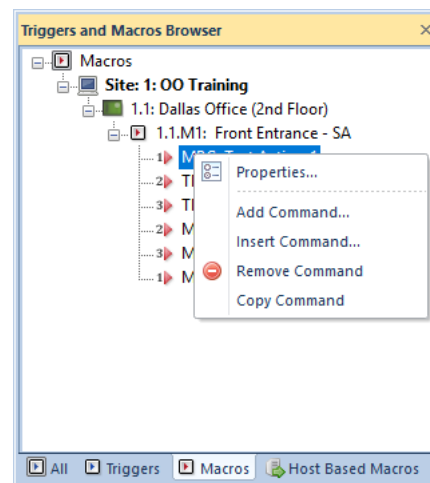 Triggers and Macros Browser
Macros
Site: 1: OO Training
1.1: Dallas Office (2nd Floor)
1.1.M1: Front Entrance - SA
1
2
3
2
3
1
Properties...
Add Command...
Insert Command...
Remove Command
Copy Command
All Triggers Macros Host Based Macros